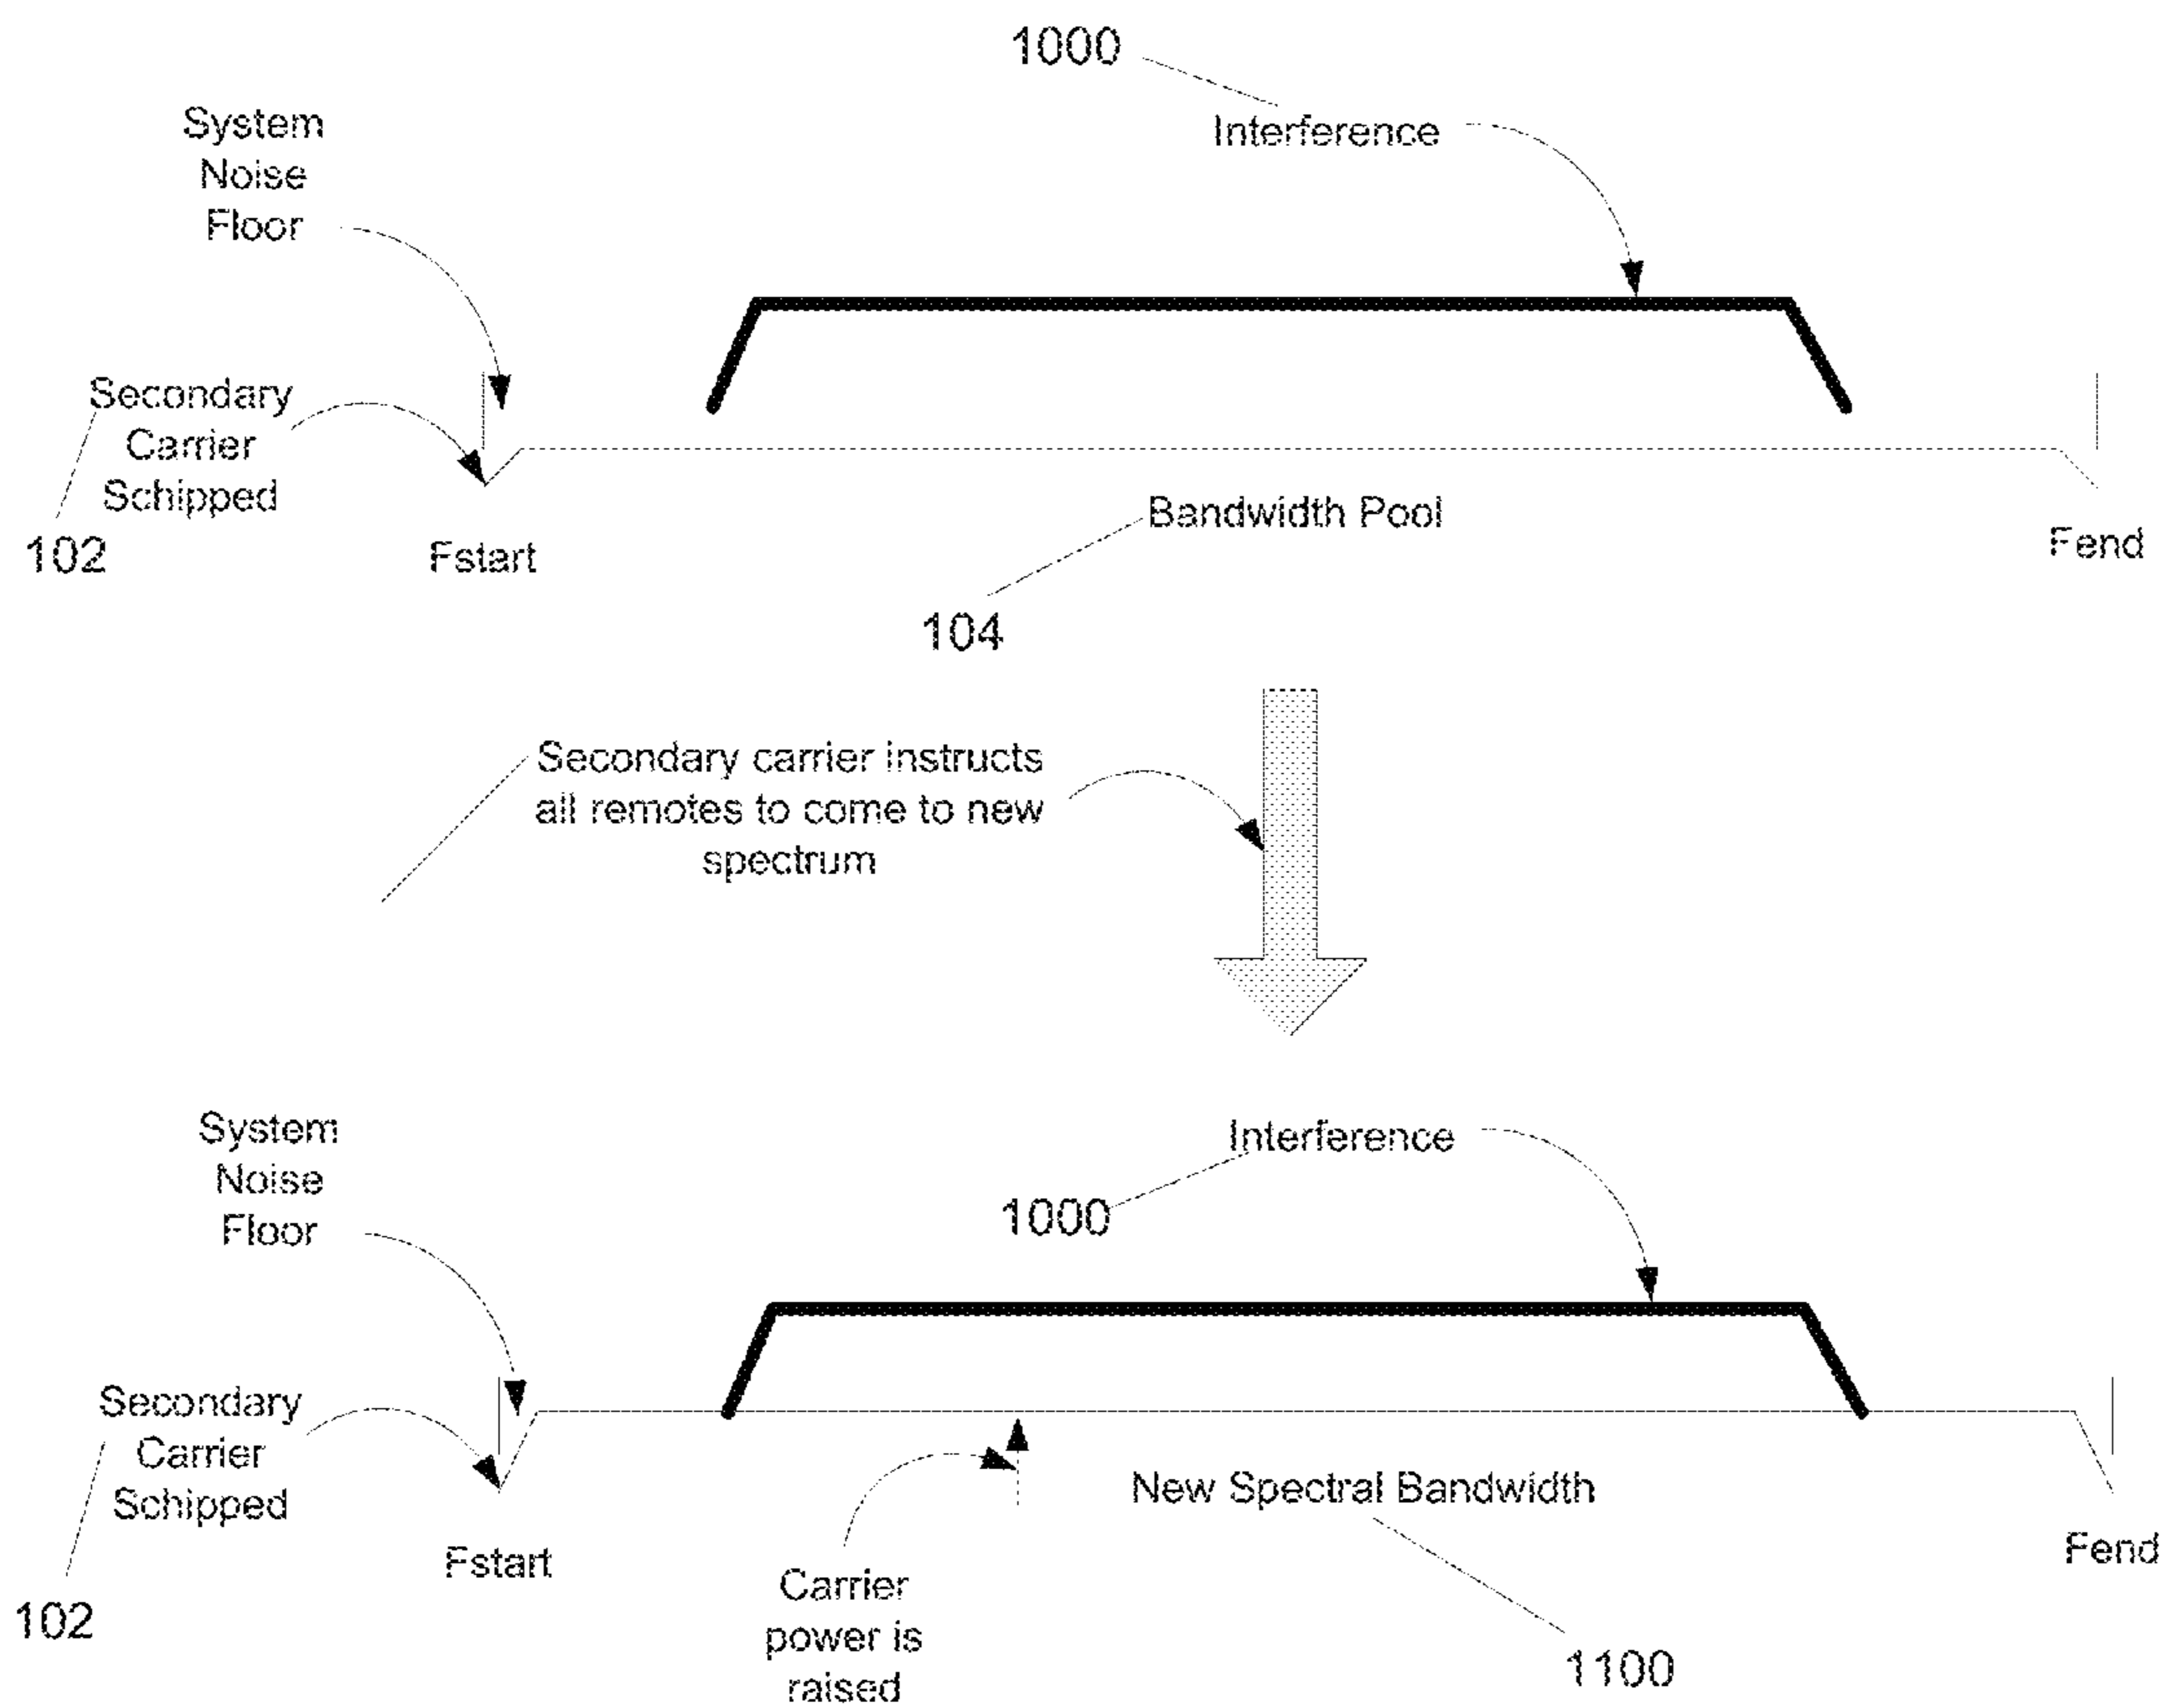 1000
Interference
System
Noise
Floor
Secondary
Carrier
Schipped
102
Fstart
Bandwidth Pool
104
Fend
Secondary carrier instructs
all remotes to come to new
spectrum
System
Noise
Floor
Interference
1000
Secondary
Carrier
Schipped
102
Fstart
Carrier
power is
raised
New Spectral Bandwidth
1100
Fend